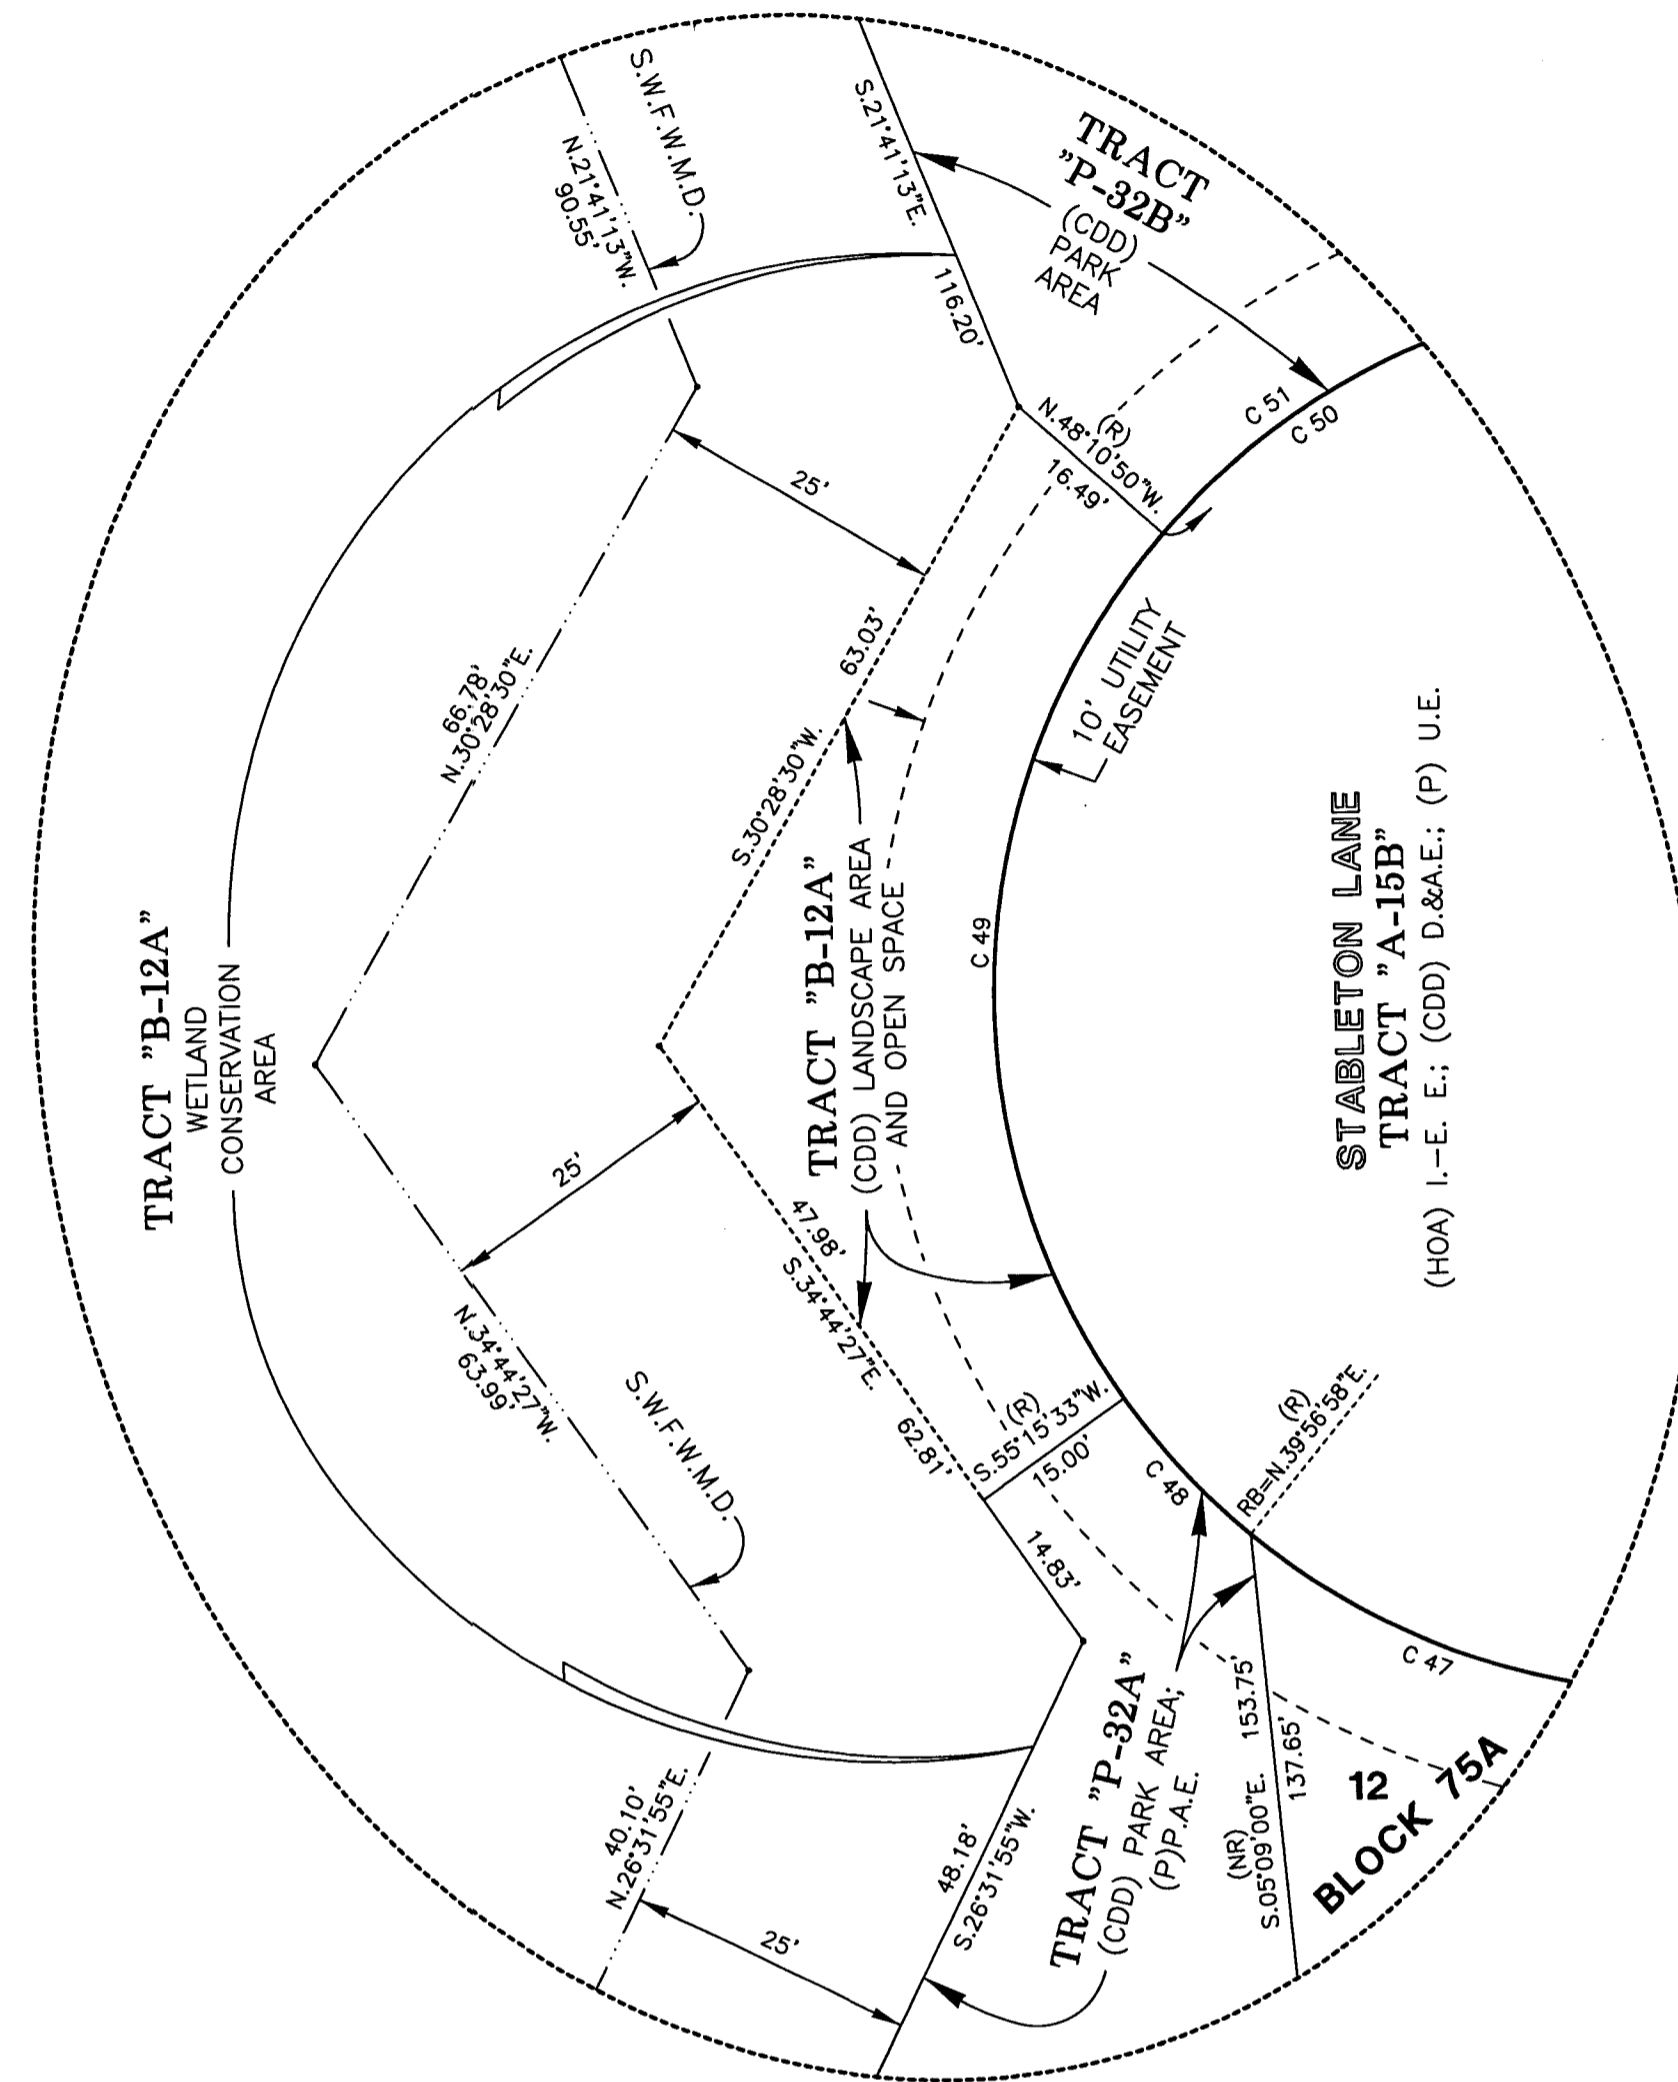 S.W.F.W.M.D.
N.21°41'13"W.
90.55'
S.21°41'13"E.
116.20'
TRACT
"P-32B"
(CDD)
PARK
AREA
C 51
C 50
N.48°10'50"W.
(R)
16.49'
25'
63.03'
S.30°28'30"W.
66.78'
N.30°28'30"E.
10' UTILITY
EASEMENT
TRACT "B-12A"
WETLAND
CONSERVATION
AREA
TRACT "B-12A"
(CDD) LANDSCAPE AREA
AND OPEN SPACE
C 49
STABLETON LANE
TRACT "A-15B"
(HOA) I.-E. E.; (CDD) D.&A.E.; (P) U.E.
25'
47.98'
S.34°44'27"E.
62.81'
N.34°44'27"W.
63.99'
S.W.F.W.M.D.
(R)
S.55°15'33"W.
15.00'
C 48
(R)
RB=N.39°56'58"E.
14.83'
C 47
40.10'
N.26°31'55"E.
25'
48.18'
S.26°31'55"W.
TRACT "P-32A"
(CDD) PARK AREA;
(P)P.A.E.
(NR)
S.05°09'00"E. 153.75'
137.65'
12
BLOCK 75A